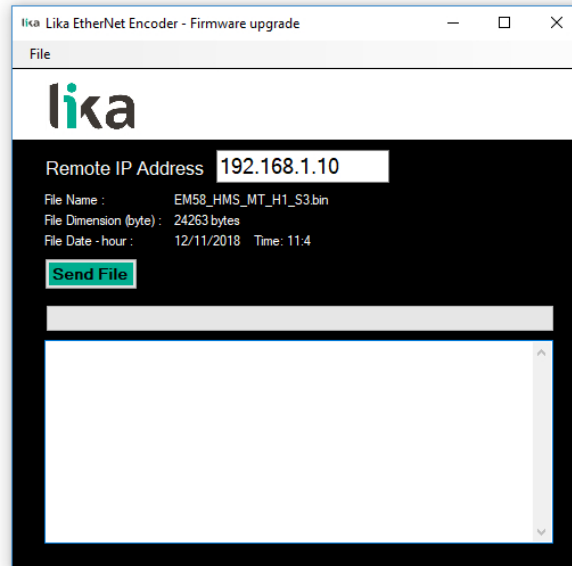 lika Lika EtherNet Encoder - Firmware upgrade
File
lika
Remote IP Address 192.168.1.10
File Name : EM58_HMS_MT_H1_S3.bin
File Dimension (byte) : 24263 bytes
File Date - hour : 12/11/2018 Time: 11:4
Send File